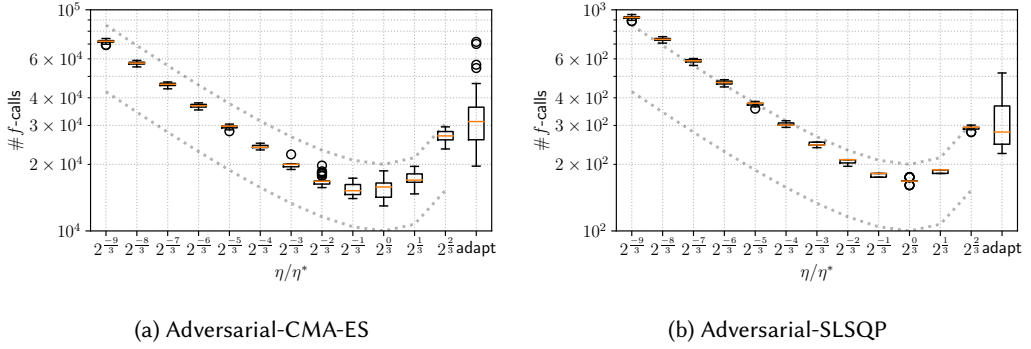 10^5
6 × 10^4
4 × 10^4
3 × 10^4
2 × 10^4
10^4
# f-calls
2^{-9/3} 2^{-8/3} 2^{-7/3} 2^{-6/3} 2^{-5/3} 2^{-4/3} 2^{-3/3} 2^{-2/3} 2^{-1/3} 2^{0/3} 2^{1/3} 2^{2/3} adapt
η/η*
(a) Adversarial-CMA-ES
10^3
6 × 10^2
4 × 10^2
3 × 10^2
2 × 10^2
10^2
# f-calls
2^{-9/3} 2^{-8/3} 2^{-7/3} 2^{-6/3} 2^{-5/3} 2^{-4/3} 2^{-3/3} 2^{-2/3} 2^{-1/3} 2^{0/3} 2^{1/3} 2^{2/3} adapt
η/η*
(b) Adversarial-SLSQP